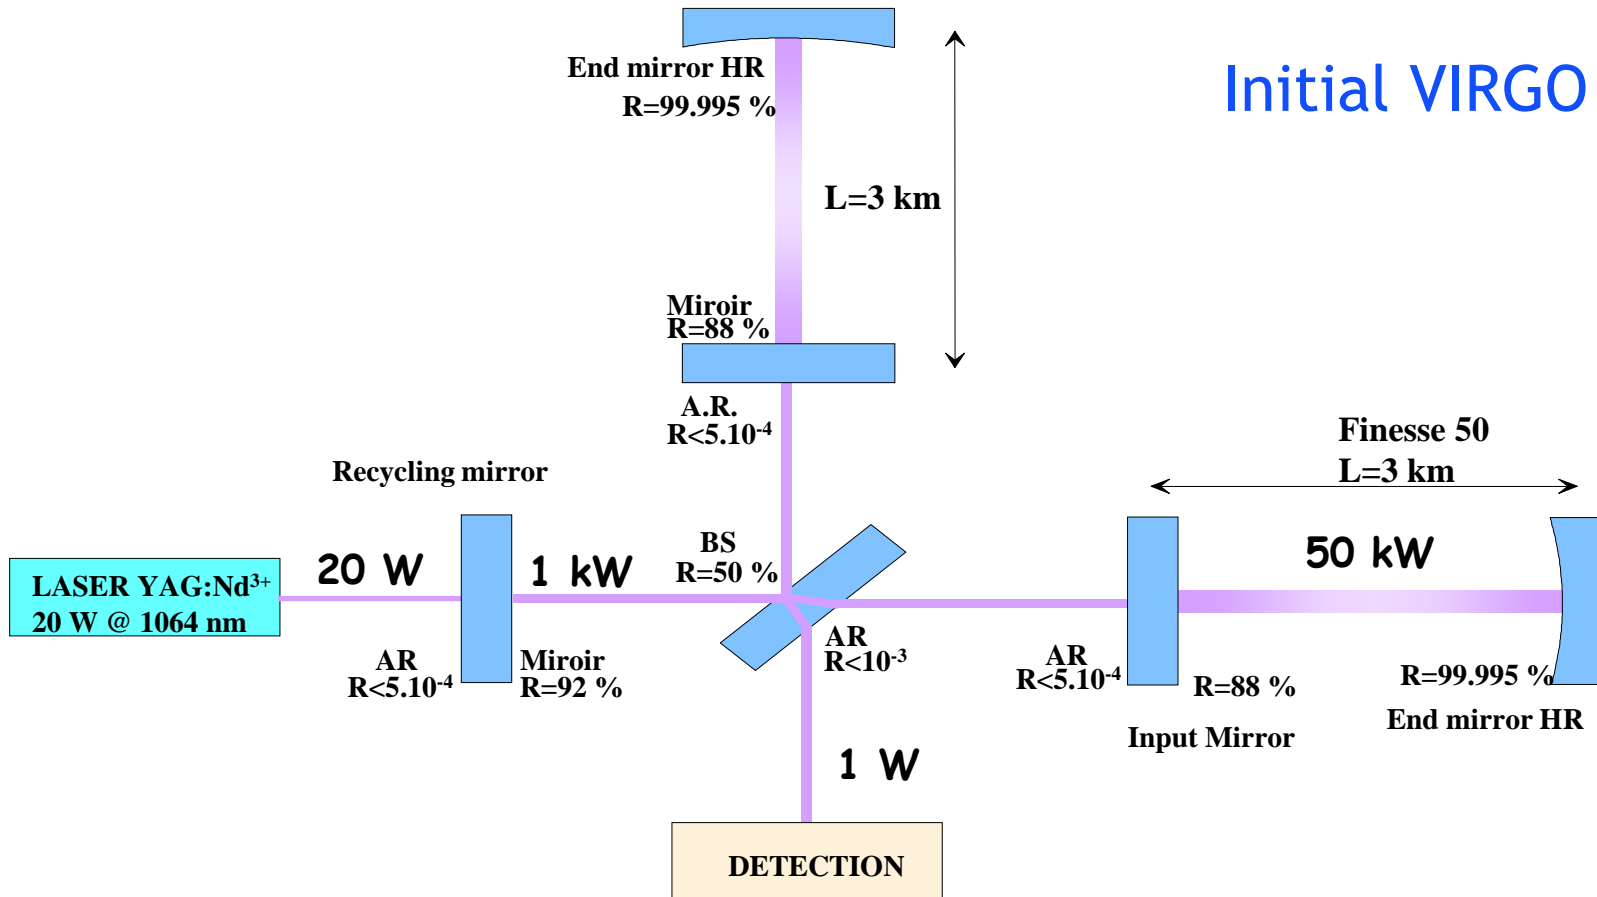 Initial VIRGO
End mirror HR
R=99.995 %
L=3 km
Miroir
R=88 %
A.R.
R<5.10⁻⁴
Finesse 50
L=3 km
Recycling mirror
LASER YAG:Nd³⁺
20 W @ 1064 nm
20 W
1 kW
BS
R=50 %
50 kW
AR
R<5.10⁻⁴
Miroir
R=92 %
AR
R<10⁻³
AR
R<5.10⁻⁴
R=88 %
Input Mirror
R=99.995 %
End mirror HR
1 W
DETECTION